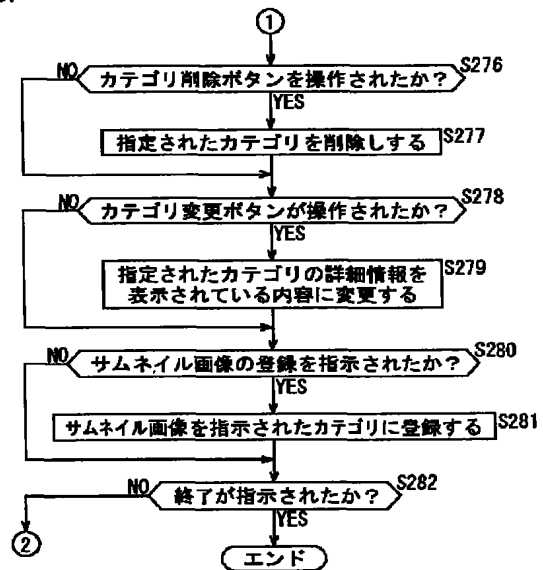 ①
NO カテゴリ削除ボタンを操作されたか? S276
YES
指定されたカテゴリを削除しする S277
NO カテゴリ変更ボタンが操作されたか? S278
YES
指定されたカテゴリの詳細情報を S279
表示されている内容に変更する
NO サムネイル画像の登録を指示されたか? S280
YES
サムネイル画像を指示されたカテゴリに登録する S281
NO 終了が指示されたか? S282
YES
②
エンド